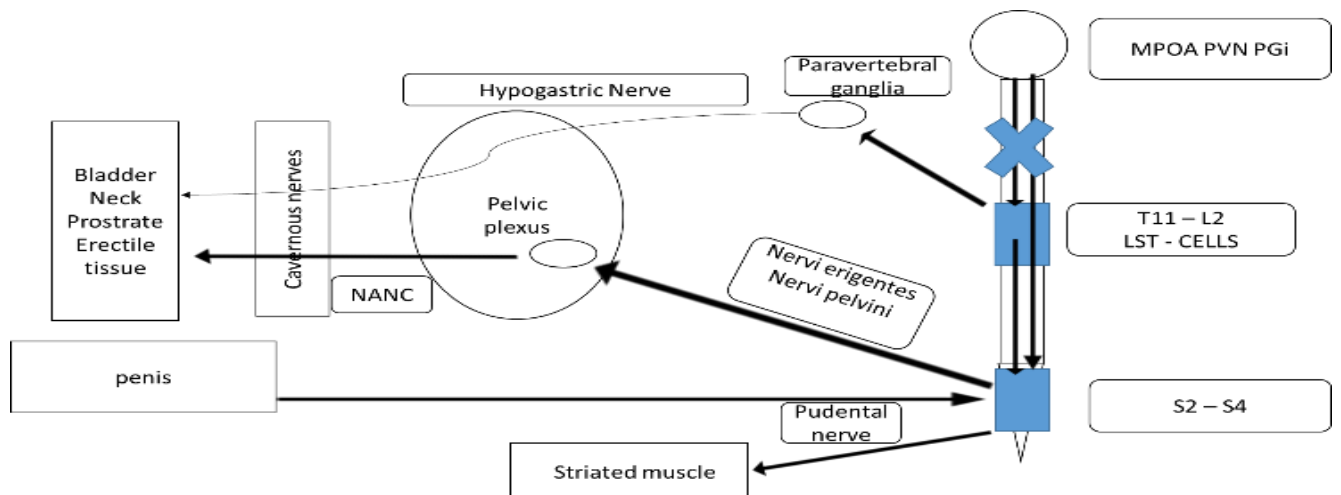 MPOA PVN PGi
Paravertebral
ganglia
Hypogastric Nerve
Bladder
Neck
Prostrate
Erectile
tissue
Cavernous nerves
Pelvic
plexus
T11 – L2
LST - CELLS
Nervi erigentes
Nervi pelvini
NANC
penis
S2 – S4
Pudental
nerve
Striated muscle